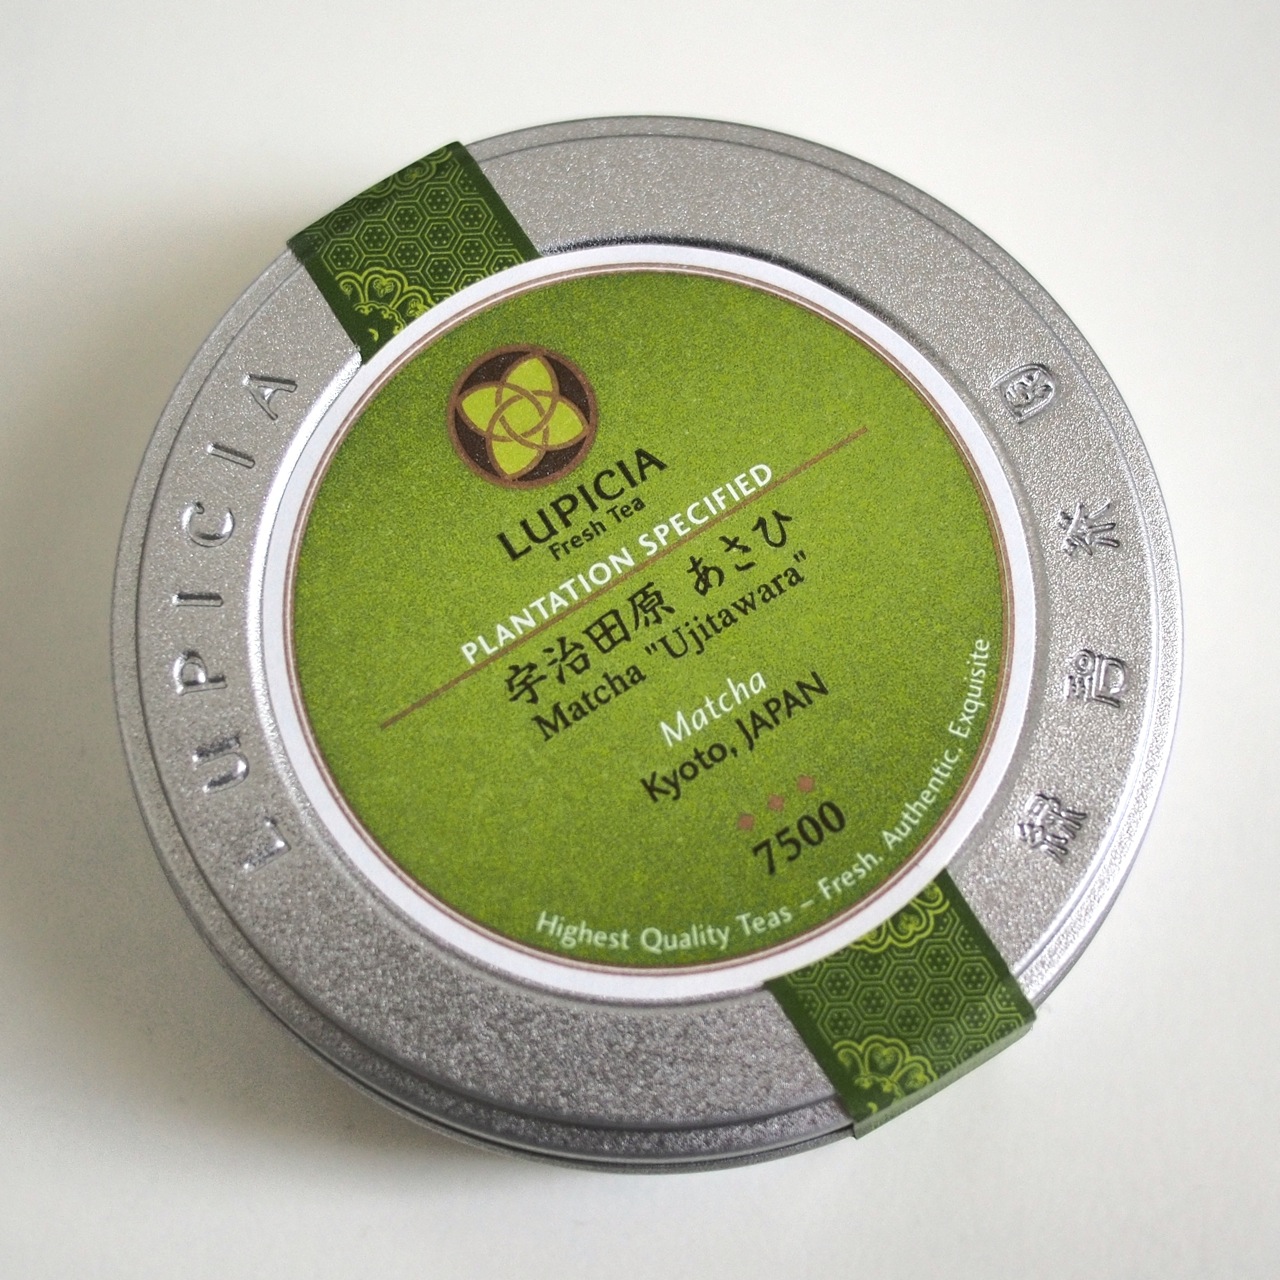 LUPICIA
Fresh Tea
PLANTATION SPECIFIED
宇治田原 あさひ
Matcha "Ujitawara"
Matcha
Kyoto, JAPAN
7500
Highest Quality Teas – Fresh. Authentic. Exquisite
LUPICIA